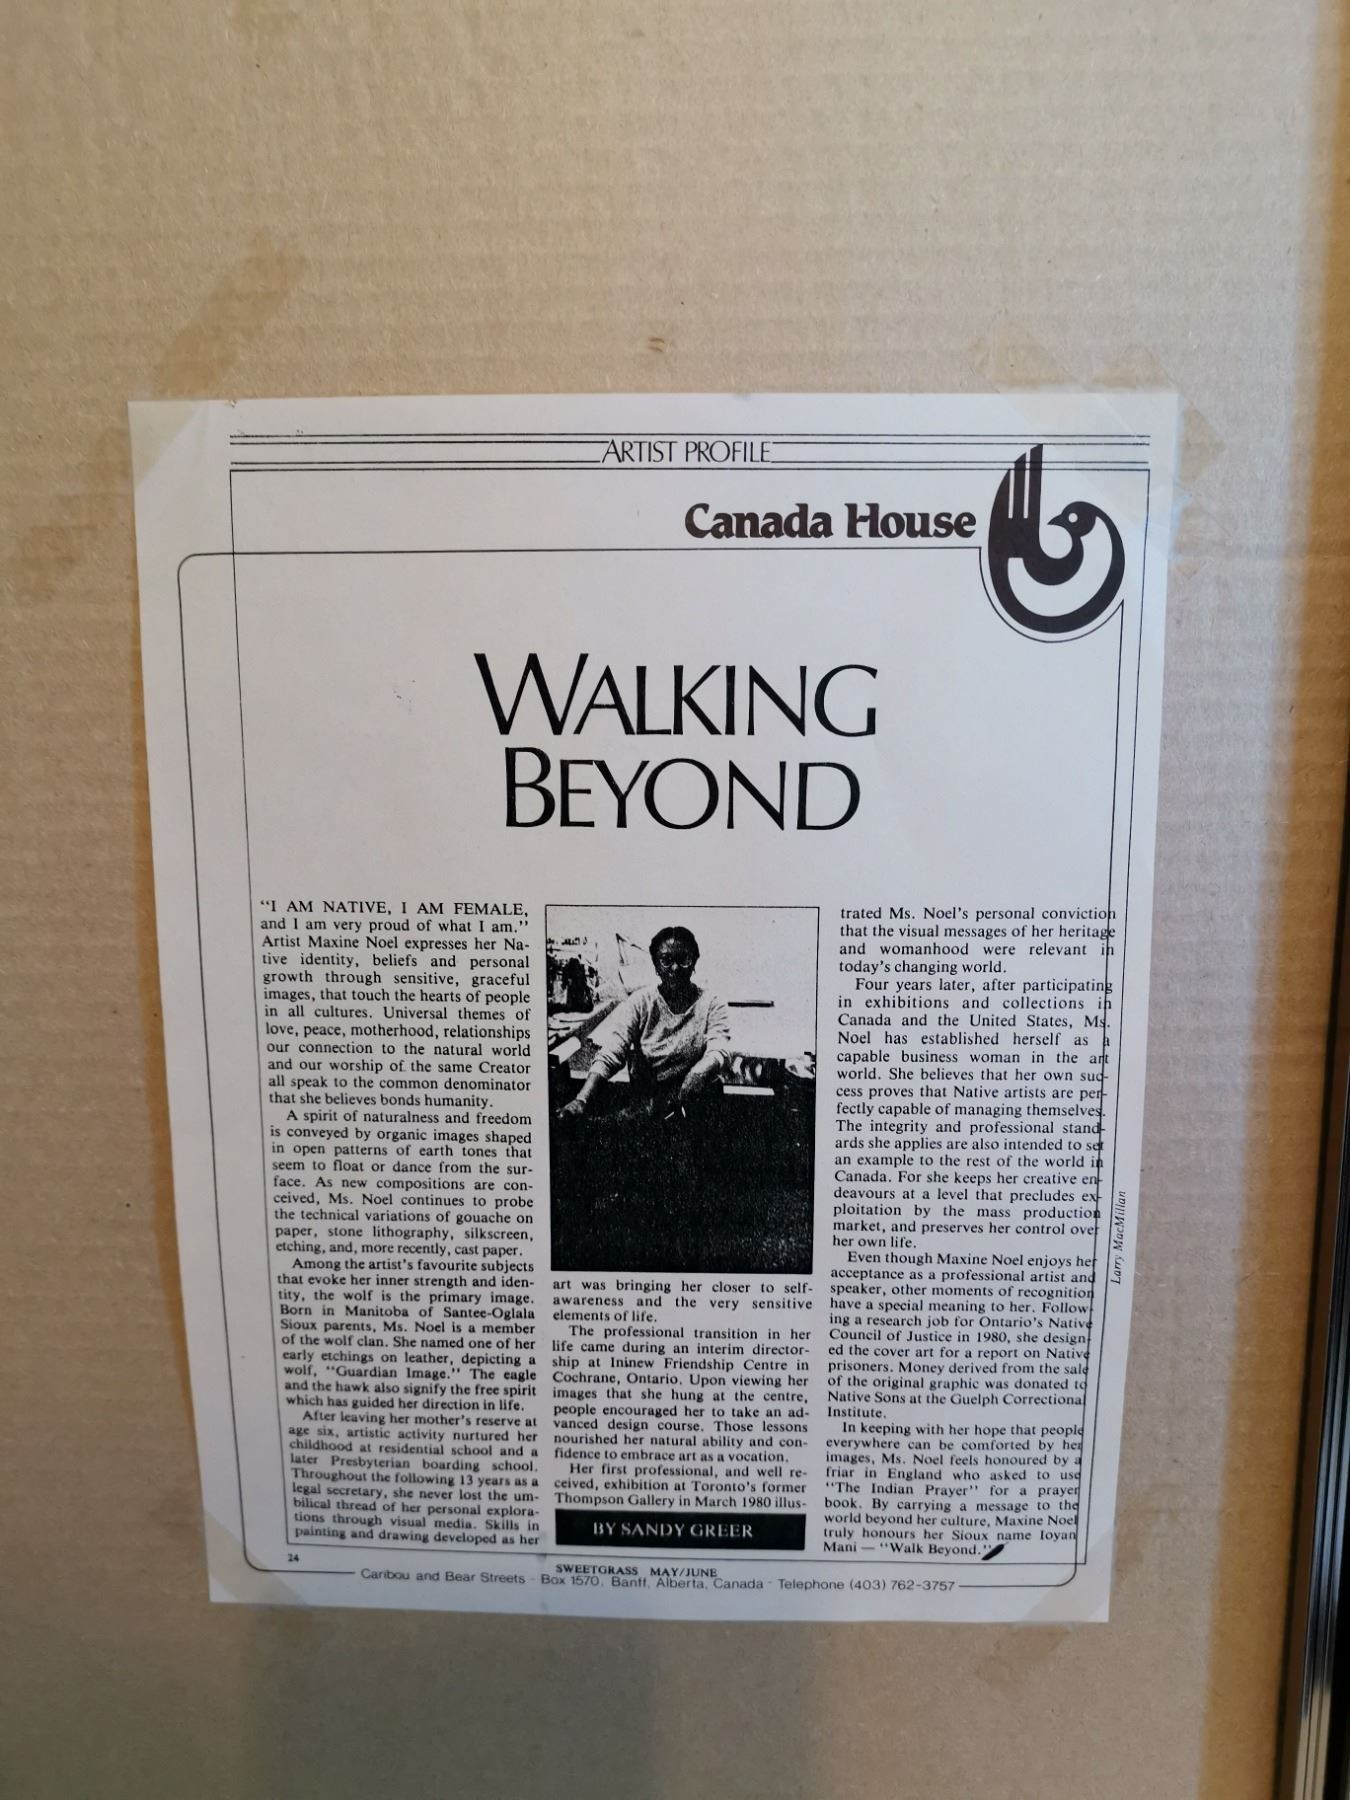 ARTIST PROFILE
Canada House
WALKING
BEYOND
"I AM NATIVE, I AM FEMALE,
and I am very proud of what I am."
Artist Maxine Noel expresses her Na-
tive identity, beliefs and personal
growth through sensitive, graceful
images, that touch the hearts of people
in all cultures. Universal themes of
love, peace, motherhood, relationships
our connection to the natural world
and our worship of the same Creator
all speak to the common denominator
that she believes bonds humanity.
A spirit of naturalness and freedom
is conveyed by organic images shaped
in open patterns of earth tones that
seem to float or dance from the sur-
face. As new compositions are con-
ceived, Ms. Noel continues to probe
the technical variations of gouache on
paper, stone lithography, silkscreen,
etching, and, more recently, cast paper.
Among the artist's favourite subjects
that evoke her inner strength and iden-
tity, the wolf is the primary image.
Born in Manitoba of Santee-Oglala
Sioux parents, Ms. Noel is a member
of the wolf clan. She named one of her
early etchings on leather, depicting a
wolf, "Guardian Image." The eagle
and the hawk also signify the free spirit
which has guided her direction in life.
After leaving her mother's reserve at
age six, artistic activity nurtured her
childhood at residential school and a
later Presbyterian boarding school.
Throughout the following 13 years as a
legal secretary, she never lost the um-
bilical thread of her personal explora-
tions through visual media. Skills in
painting and drawing developed as her
art was bringing her closer to self-
awareness and the very sensitive
elements of life.
The professional transition in her
life came during an interim director-
ship at Ininew Friendship Centre in
Cochrane, Ontario. Upon viewing her
images that she hung at the centre,
people encouraged her to take an ad-
vanced design course. Those lessons
nourished her natural ability and con-
fidence to embrace art as a vocation.
Her first professional, and well re-
ceived, exhibition at Toronto's former
Thompson Gallery in March 1980 illus-
BY SANDY GREER
trated Ms. Noel's personal conviction
that the visual messages of her heritage
and womanhood were relevant in
today's changing world.
Four years later, after participating
in exhibitions and collections in
Canada and the United States, Ms.
Noel has established herself as a
capable business woman in the art
world. She believes that her own suc-
cess proves that Native artists are per-
fectly capable of managing themselves.
The integrity and professional stand-
ards she applies are also intended to set
an example to the rest of the world in
Canada. For she keeps her creative en-
deavours at a level that precludes ex-
ploitation by the mass production
market, and preserves her control over
her own life.
Even though Maxine Noel enjoys her
acceptance as a professional artist and
speaker, other moments of recognition
have a special meaning to her. Follow-
ing a research job for Ontario's Native
Council of Justice in 1980, she design-
ed the cover art for a report on Native
prisoners. Money derived from the sale
of the original graphic was donated to
Native Sons at the Guelph Correctional
Institute.
In keeping with her hope that people
everywhere can be comforted by her
images, Ms. Noel feels honoured by a
friar in England who asked to use
"The Indian Prayer" for a prayer
book. By carrying a message to the
world beyond her culture, Maxine Noel
truly honours her Sioux name Ioyan
Mani — "Walk Beyond."
Larry MacMillan
24
SWEETGRASS MAY/JUNE
Caribou and Bear Streets - Box 1570, Banff, Alberta, Canada - Telephone (403) 762-3757